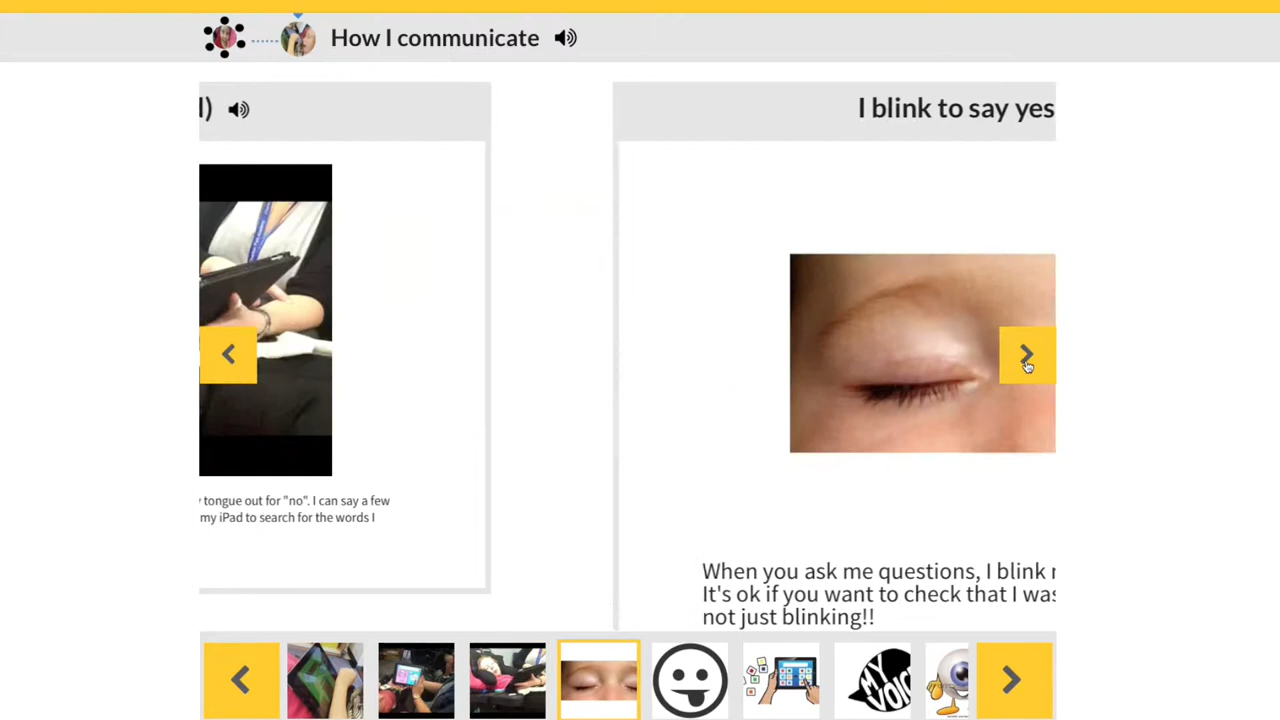 How I communicate
I blink to say yes
tongue out for "no". I can say a few
my iPad to search for the words I
When you ask me questions, I blink
It's ok if you want to check that I was
not just blinking!!
MY
VOIC